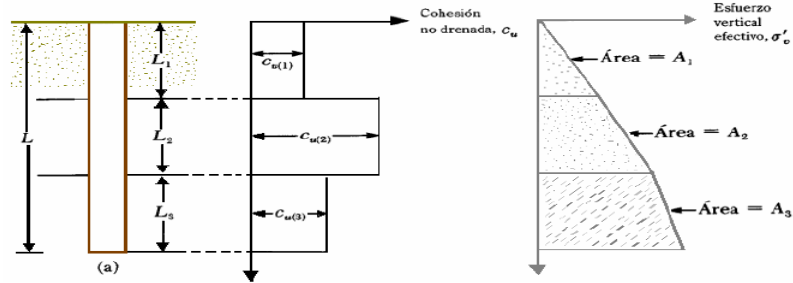 Cohesión
no drenada, cu
Esfuerzo
vertical
efectivo, σ′v
L
L1
L2
L3
cu(1)
cu(2)
cu(3)
(a)
Área = A1
Área = A2
Área = A3